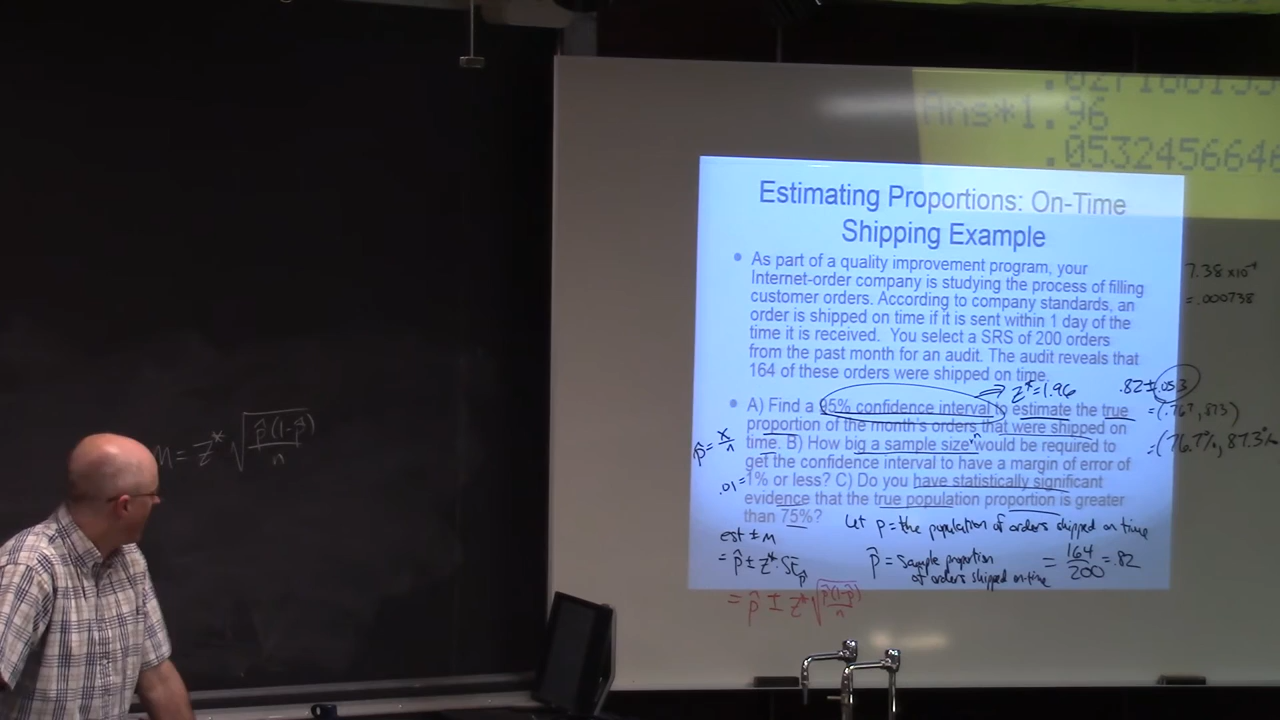 .0271661555
Ans*1.96
.0532456646
Estimating Proportions: On-Time
Shipping Example
• As part of a quality improvement program, your
Internet-order company is studying the process of filling
customer orders. According to company standards, an
order is shipped on time if it is sent within 1 day of the
time it is received. You select a SRS of 200 orders
from the past month for an audit. The audit reveals that
164 of these orders were shipped on time.
7.38 x10⁻⁴
= .000738
z*=1.96
.82±.053
• A) Find a 95% confidence interval to estimate the true
proportion of the month's orders that were shipped on
time. B) How big a sample size "n" would be required to
get the confidence interval to have a margin of error of
1% or less? C) Do you have statistically significant
evidence that the true population proportion is greater
than 75%?
=(.767, .873)
=(76.7%, 87.3%
p̂ = x/n
.01=
Let p = the population of orders shipped on time
est ± m
= p̂ ± z* · SE p̂
p̂ = sample proportion
of orders shipped on-time
= 164/200 = .82
= p̂ ± z* √(p̂(1-p̂)/n)
m = z* √(p̂(1-p̂)/n)